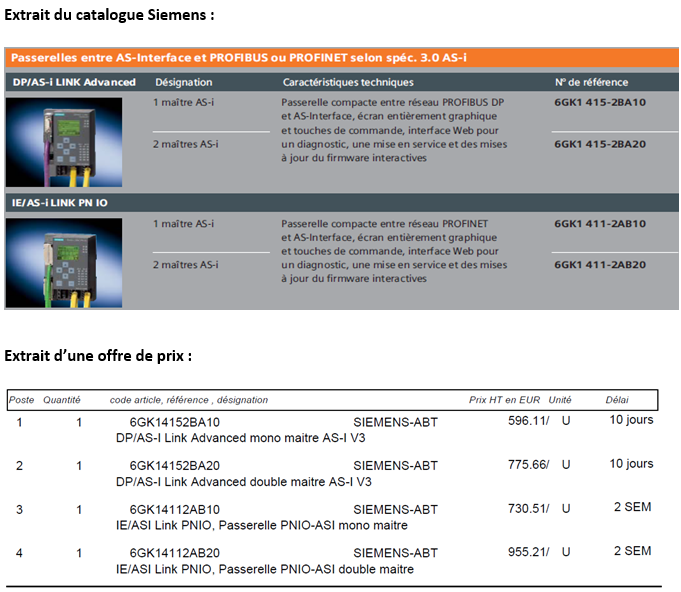 Extrait du catalogue Siemens :
Passerelles entre AS-Interface et PROFIBUS ou PROFINET selon spéc. 3.0 AS-i
DP/AS-i LINK Advanced Désignation Caractéristiques techniques N° de référence
1 maître AS-i Passerelle compacte entre réseau PROFIBUS DP 6GK1 415-2BA10
et AS-Interface, écran entièrement graphique
et touches de commande, interface Web pour
2 maîtres AS-i un diagnostic, une mise en service et des mises 6GK1 415-2BA20
à jour du firmware interactives
IE/AS-i LINK PN IO
1 maître AS-i Passerelle compacte entre réseau PROFINET 6GK1 411-2AB10
et AS-Interface, écran entièrement graphique
et touches de commande, interface Web pour
2 maîtres AS-i un diagnostic, une mise en service et des mises 6GK1 411-2AB20
à jour du firmware interactives
Extrait d'une offre de prix :
Poste Quantité code article, référence , désignation Prix HT en EUR Unité Délai
1 1 6GK14152BA10 SIEMENS-ABT 596.11/ U 10 jours
DP/AS-I Link Advanced mono maitre AS-I V3
2 1 6GK14152BA20 SIEMENS-ABT 775.66/ U 10 jours
DP/AS-I Link Advanced double maitre AS-I V3
3 1 6GK14112AB10 SIEMENS-ABT 730.51/ U 2 SEM
IE/ASI Link PNIO, Passerelle PNIO-ASI mono maitre
4 1 6GK14112AB20 SIEMENS-ABT 955.21/ U 2 SEM
IE/ASI Link PNIO, Passerelle PNIO-ASI double maitre